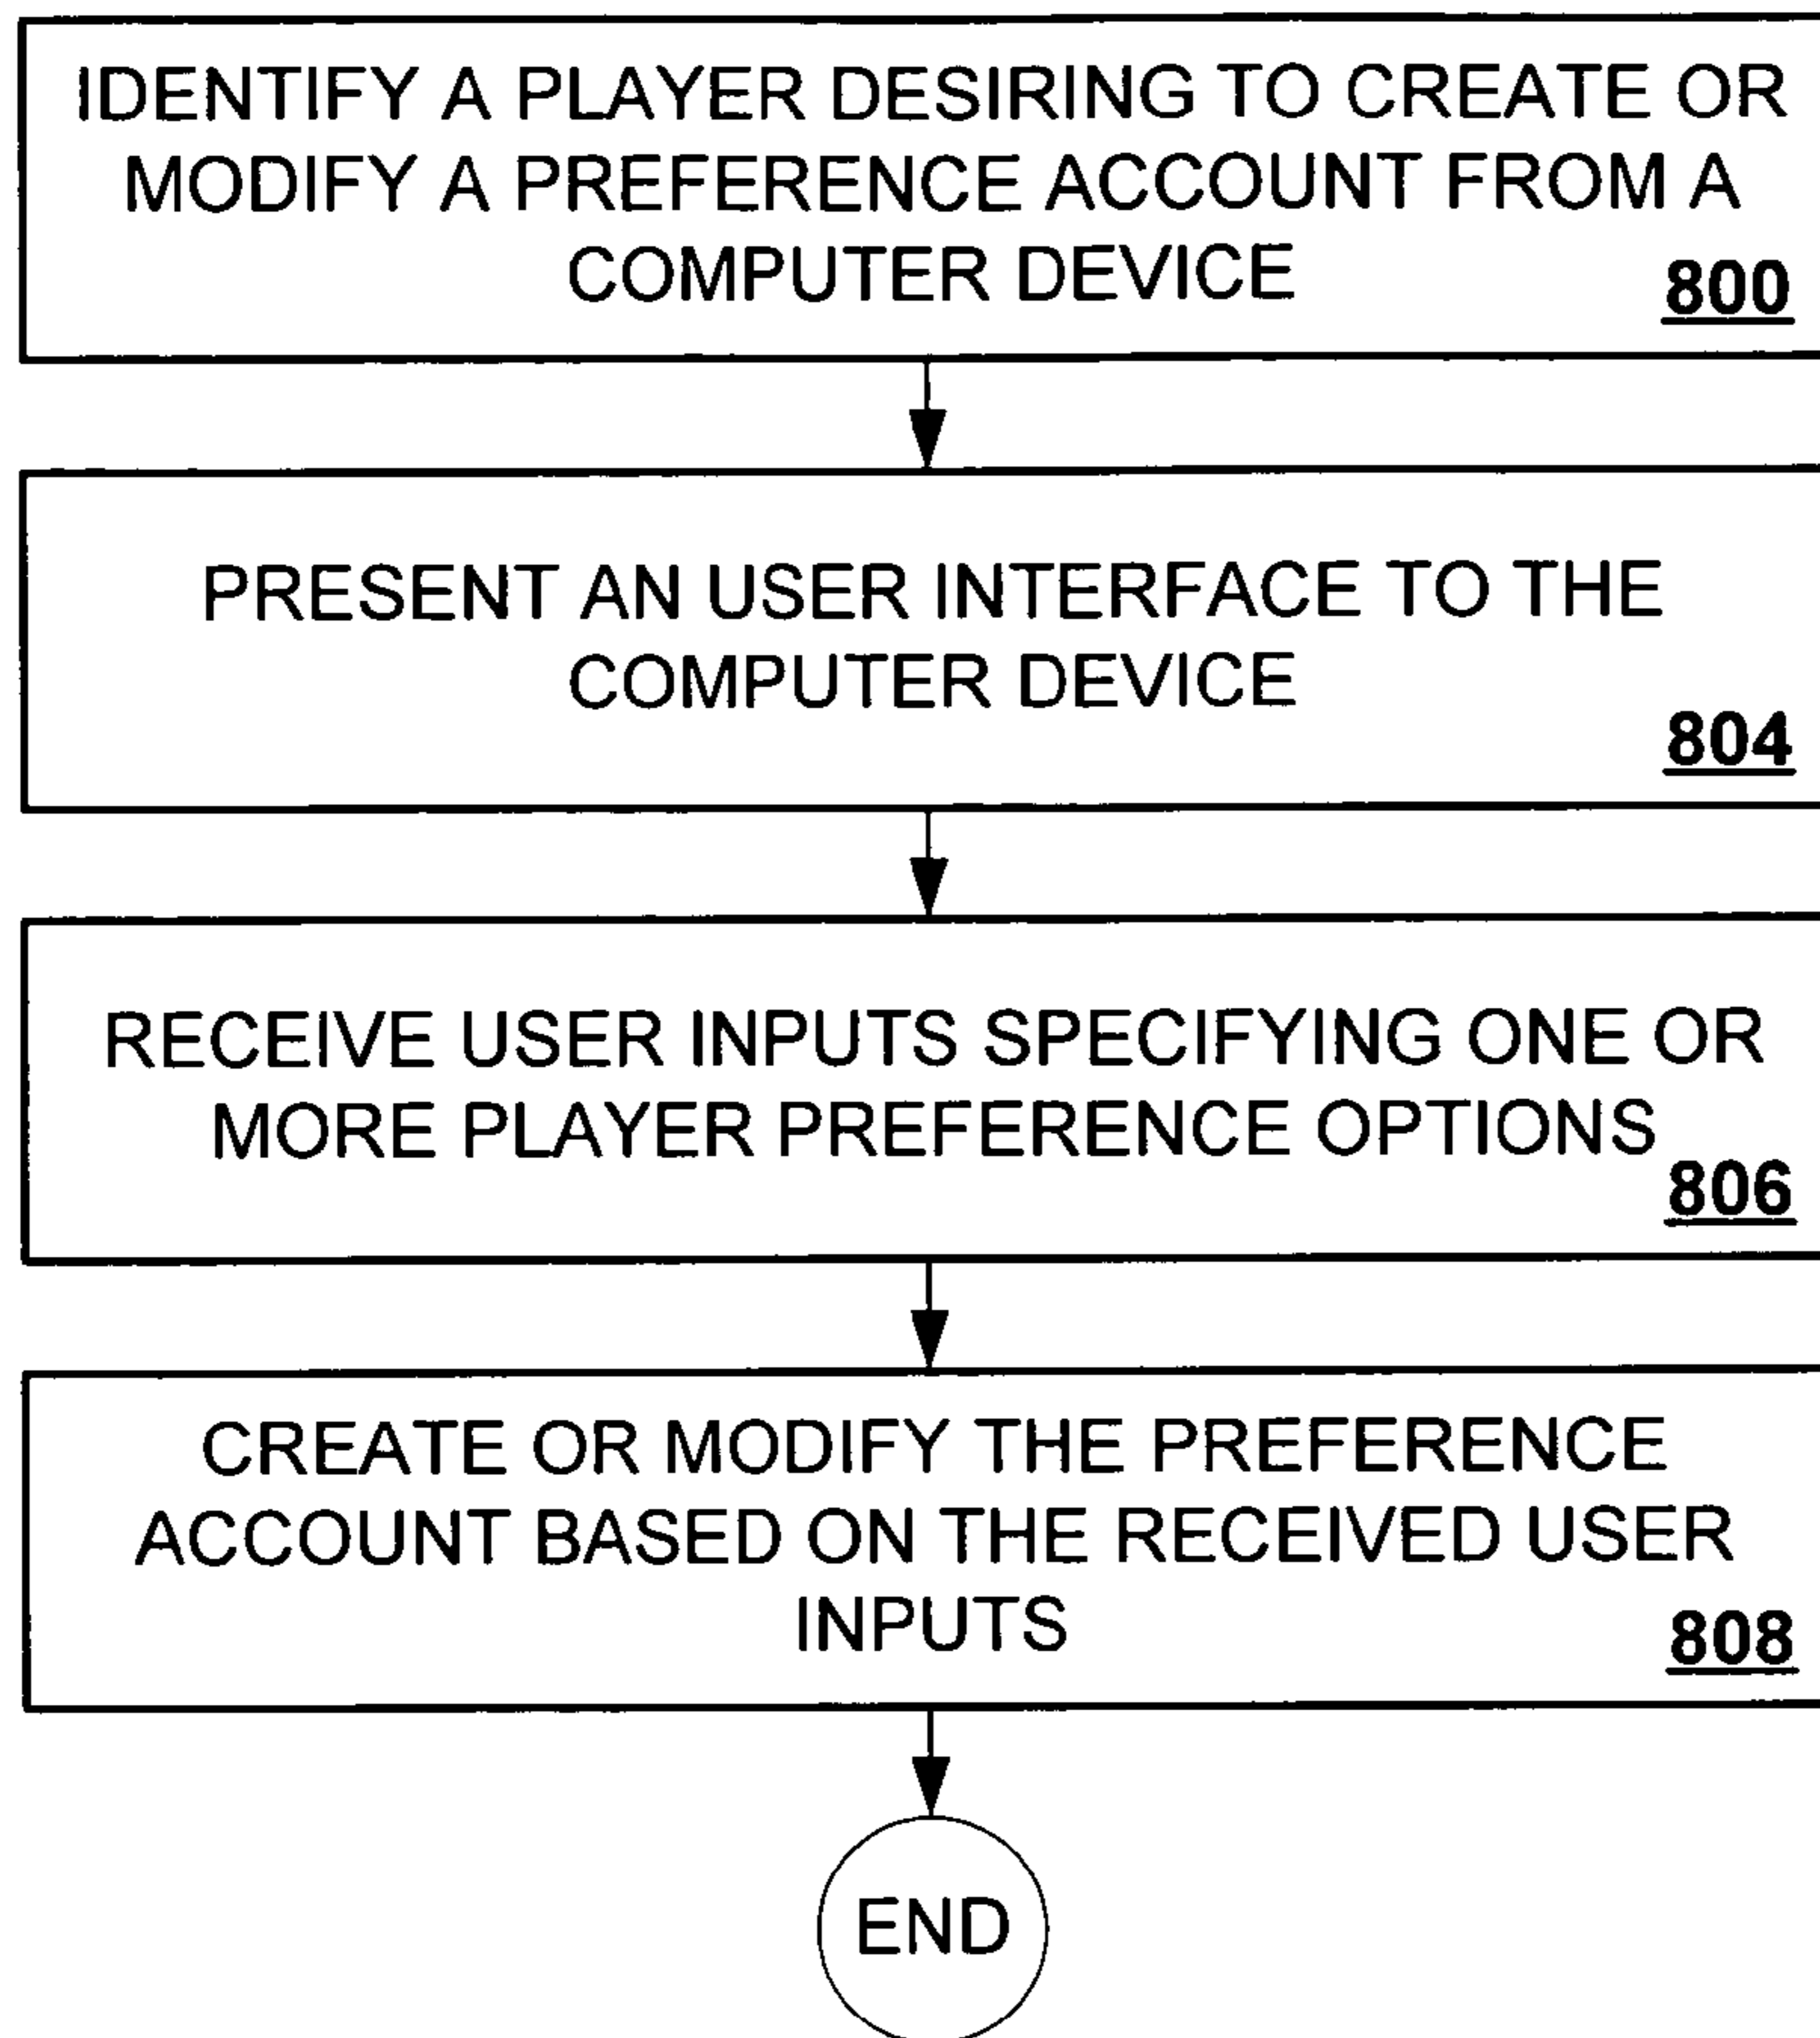 IDENTIFY A PLAYER DESIRING TO CREATE OR
MODIFY A PREFERENCE ACCOUNT FROM A
COMPUTER DEVICE
800
PRESENT AN USER INTERFACE TO THE
COMPUTER DEVICE
804
RECEIVE USER INPUTS SPECIFYING ONE OR
MORE PLAYER PREFERENCE OPTIONS
806
CREATE OR MODIFY THE PREFERENCE
ACCOUNT BASED ON THE RECEIVED USER
INPUTS
808
END